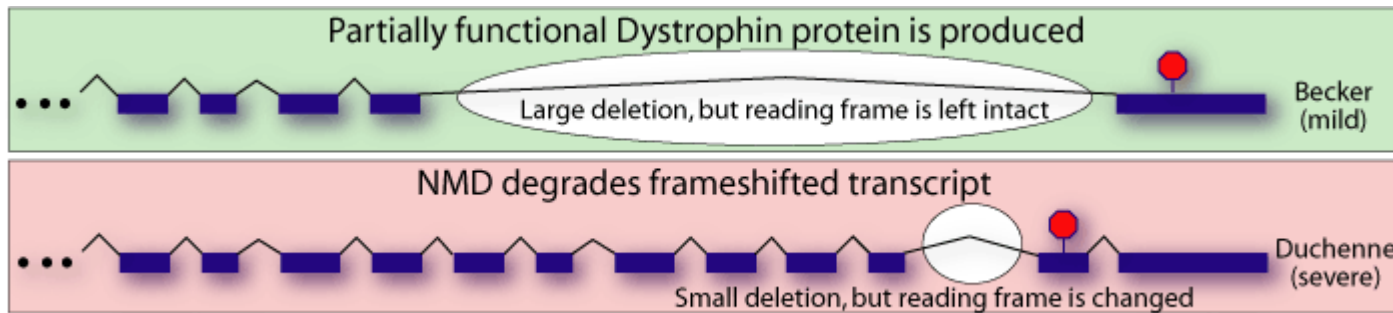 Partially functional Dystrophin protein is produced
Large deletion, but reading frame is left intact
Becker
(mild)
NMD degrades frameshifted transcript
Duchenne
(severe)
Small deletion, but reading frame is changed